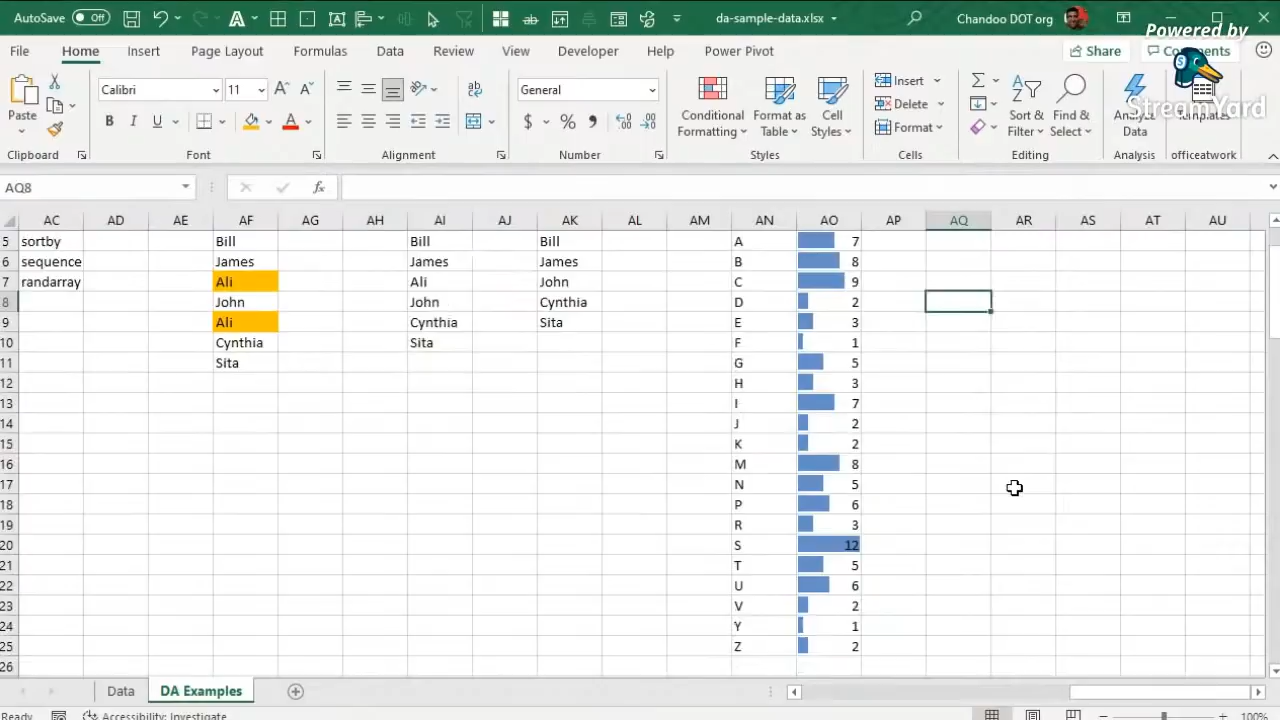 da-sample-data.xlsx
Chandoo DOT org
Powered by
StreamYard
File Home Insert Page Layout Formulas Data Review View Developer Help Power Pivot Share Comments
Calibri 11 General
Paste
B I U
Conditional Formatting
Format as Table
Cell Styles
Insert
Delete
Format
Sort & Filter
Find & Select
Analyze Data
Templates
Clipboard Font Alignment Number Styles Cells Editing Analysis officeatwork
AQ8 fx
AC AD AE AF AG AH AI AJ AK AL AM AN AO AP AQ AR AS AT AU
5 sortby Bill Bill Bill A 7
6 sequence James James James B 8
7 randarray Ali Ali John C 9
8 John John Cynthia D 2
9 Ali Cynthia Sita E 3
10 Cynthia Sita F 1
11 Sita G 5
12 H 3
13 I 7
14 J 2
15 K 2
16 M 8
17 N 5
18 P 6
19 R 3
20 S 12
21 T 5
22 U 6
23 V 2
24 Y 1
25 Z 2
26
Data DA Examples
Ready Accessibility: Investigate 100%